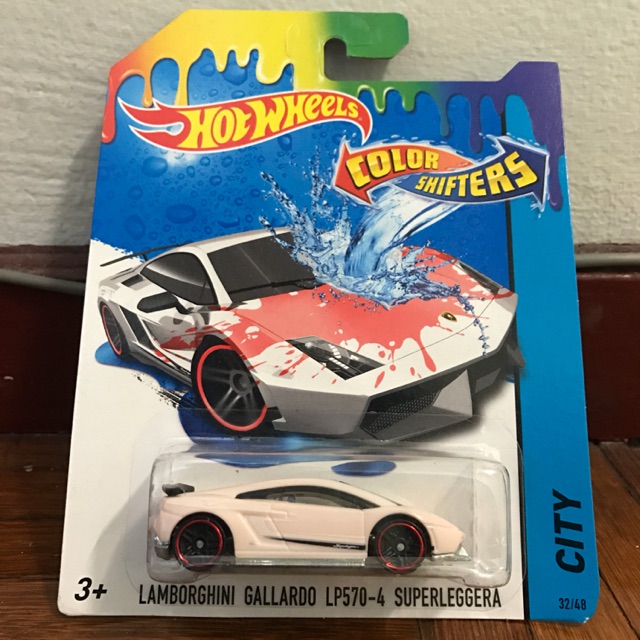 HOT WHEELS
COLOR
SHIFTERS
CITY
3+
LAMBORGHINI GALLARDO LP570-4 SUPERLEGGERA
32/48